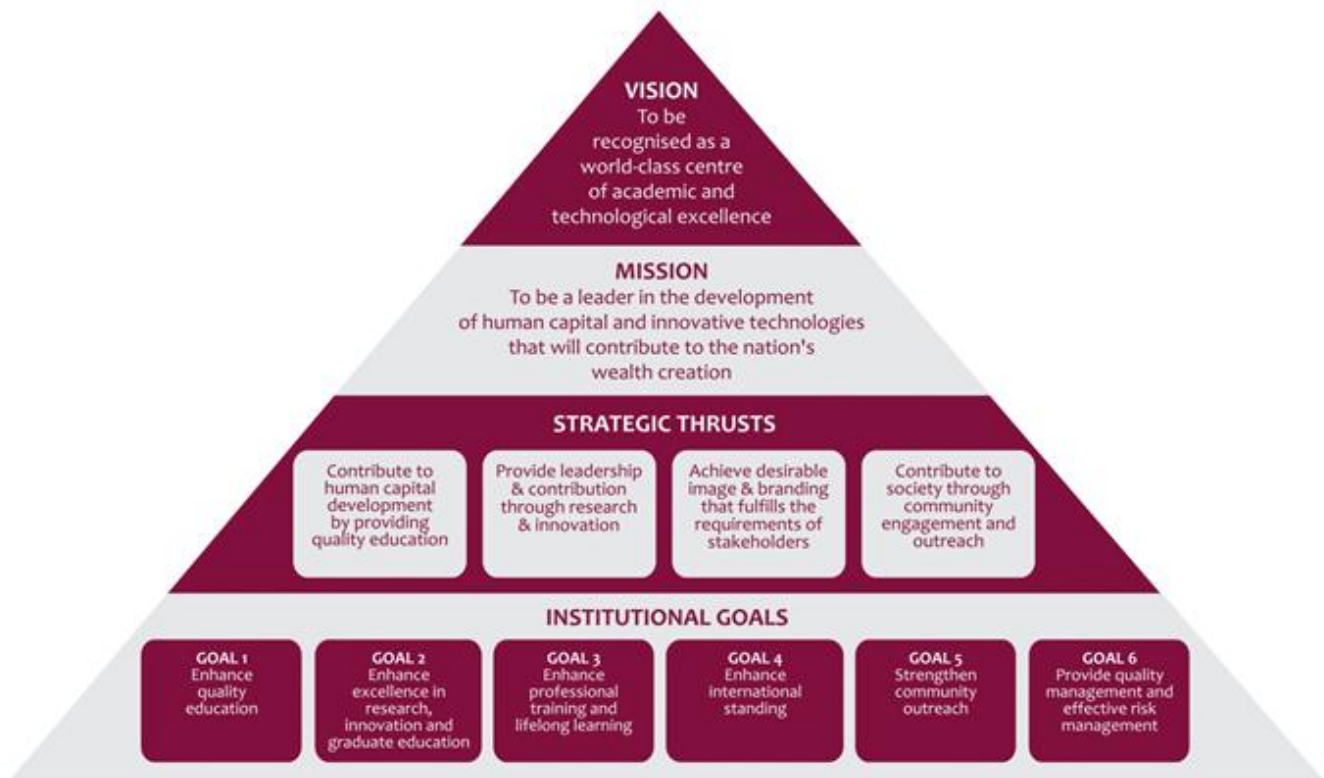 VISION
To be
recognised as a
world-class centre
of academic and
technological excellence
MISSION
To be a leader in the development
of human capital and innovative technologies
that will contribute to the nation's
wealth creation
STRATEGIC THRUSTS
Contribute to
human capital
development
by providing
quality education
Provide leadership
& contribution
through research
& innovation
Achieve desirable
image & branding
that fulfills the
requirements of
stakeholders
Contribute to
society through
community
engagement and
outreach
INSTITUTIONAL GOALS
GOAL 1
Enhance
quality
education
GOAL 2
Enhance
excellence in
research,
innovation and
graduate education
GOAL 3
Enhance
professional
training and
lifelong learning
GOAL 4
Enhance
international
standing
GOAL 5
Strengthen
community
outreach
GOAL 6
Provide quality
management and
effective risk
management